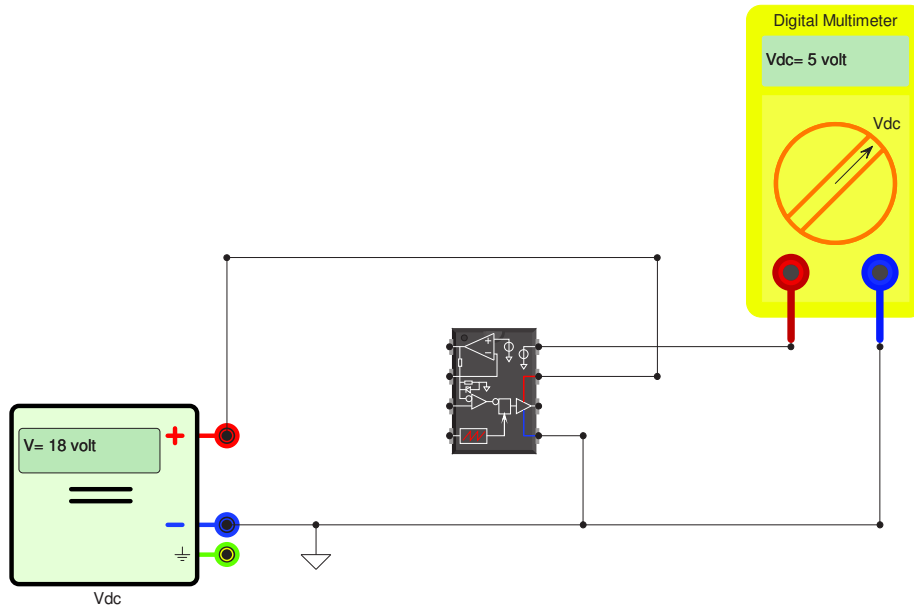 Digital Multimeter
Vdc= 5 volt
Vdc
V= 18 volt
+
−
Vdc